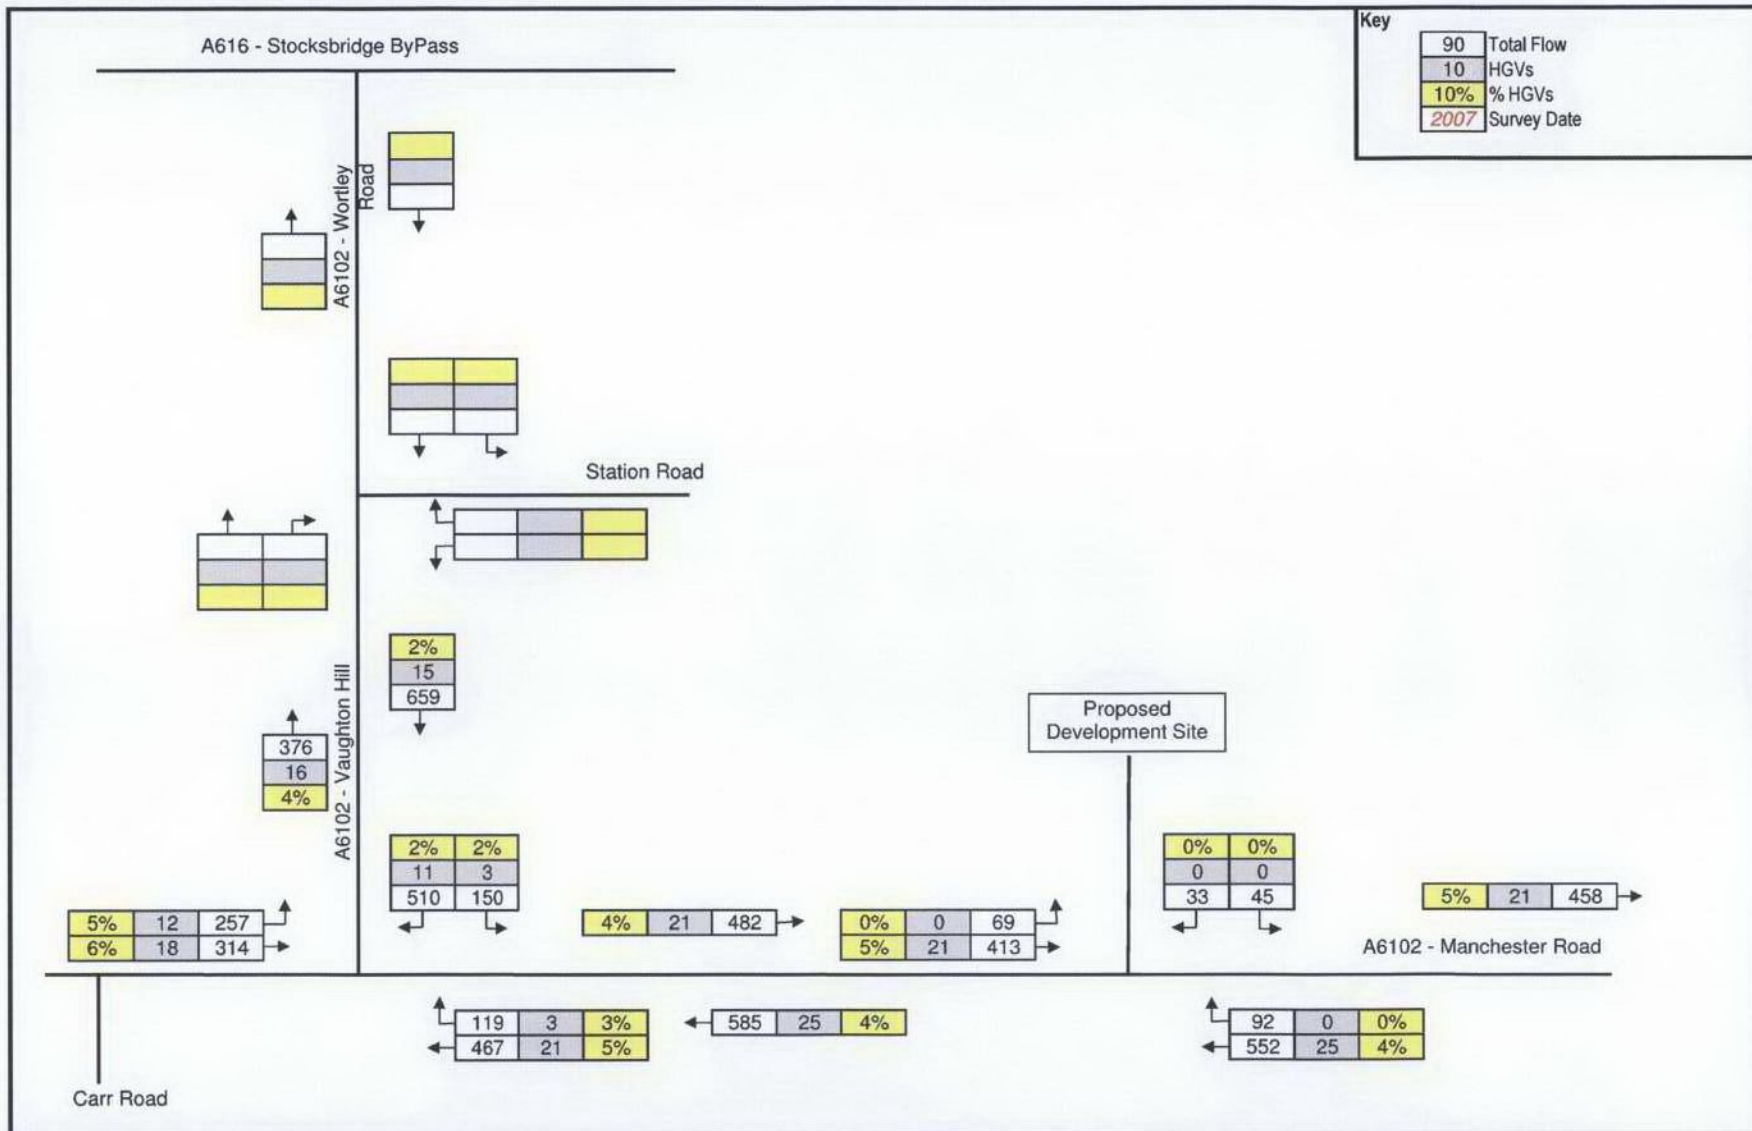 Key
90 Total Flow
10 HGVs
10% % HGVs
2007 Survey Date
A616 - Stocksbridge ByPass
A6102 - Wortley
Road
Station Road
A6102 - Vaughton Hill
2%
15
659
376
16
4%
Proposed
Development Site
2% 2%
11 3
510 150
0% 0%
0 0
33 45
5% 12 257
6% 18 314
4% 21 482
0% 0 69
5% 21 413
5% 21 458
A6102 - Manchester Road
119 3 3%
467 21 5%
585 25 4%
92 0 0%
552 25 4%
Carr Road